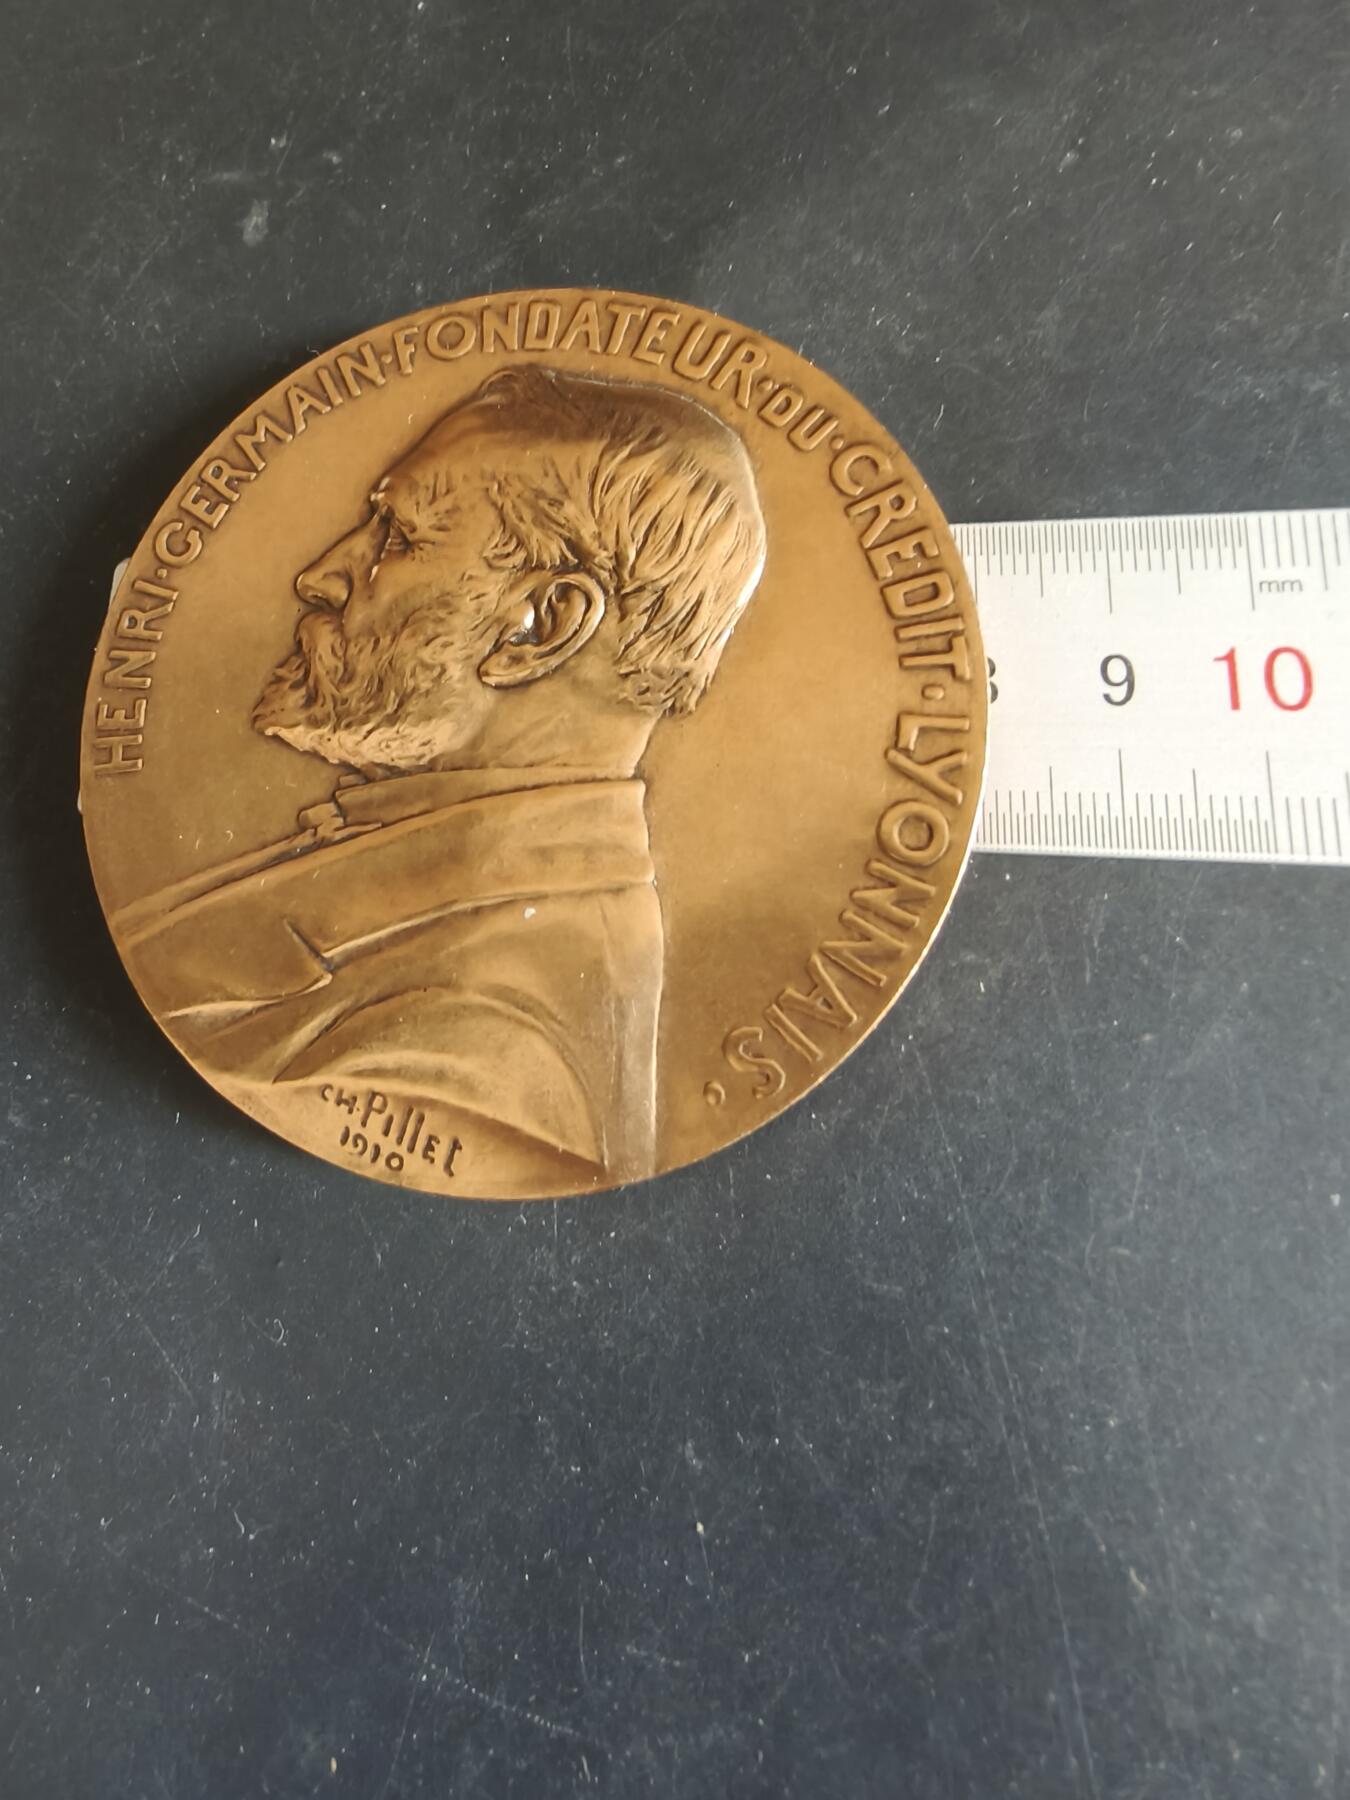 HENRI·GERMAIN·FONDATEUR·DU·CREDIT·LYONNAIS·
CH·PILLET
1910
mm
8 9 10